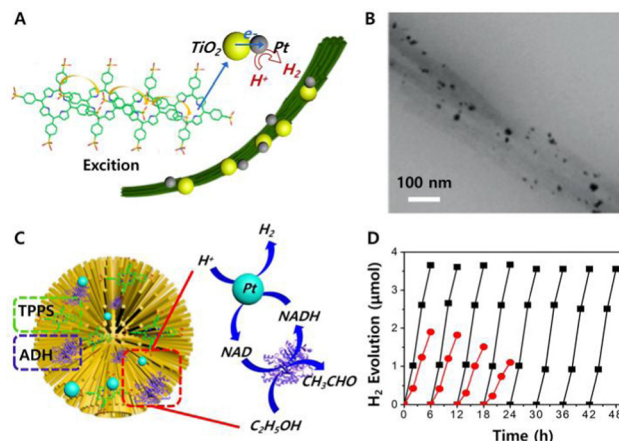 A
TiO2
e-
Pt
H+
H2
Excition
B
100 nm
C
TPPS
ADH
H2
H+
Pt
NADH
NAD
CH3CHO
C2H5OH
D
H2 Evolution (μmol)
4
3
2
1
0
0 6 12 18 24 30 36 42 48
Time (h)